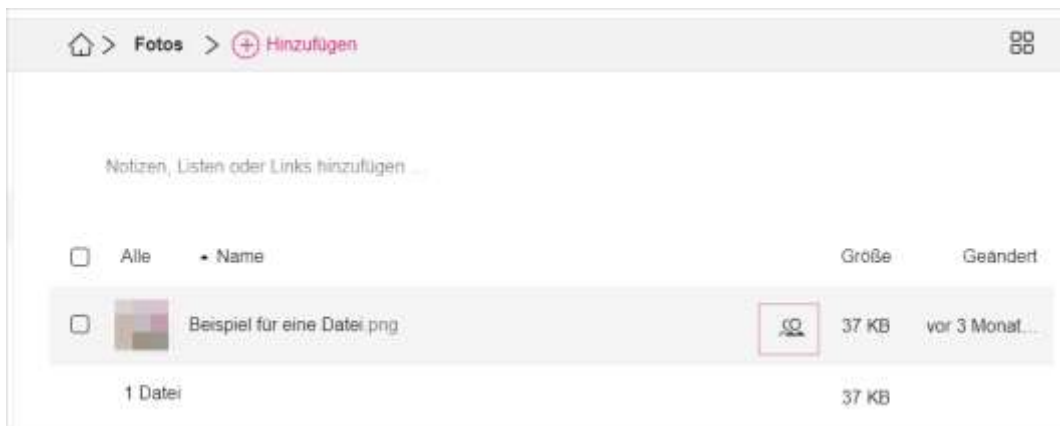 Fotos Hinzufügen
Notizen, Listen oder Links hinzufügen ...
Alle Name Größe Geändert
Beispiel für eine Datei.png 37 KB vor 3 Monat...
1 Datei 37 KB